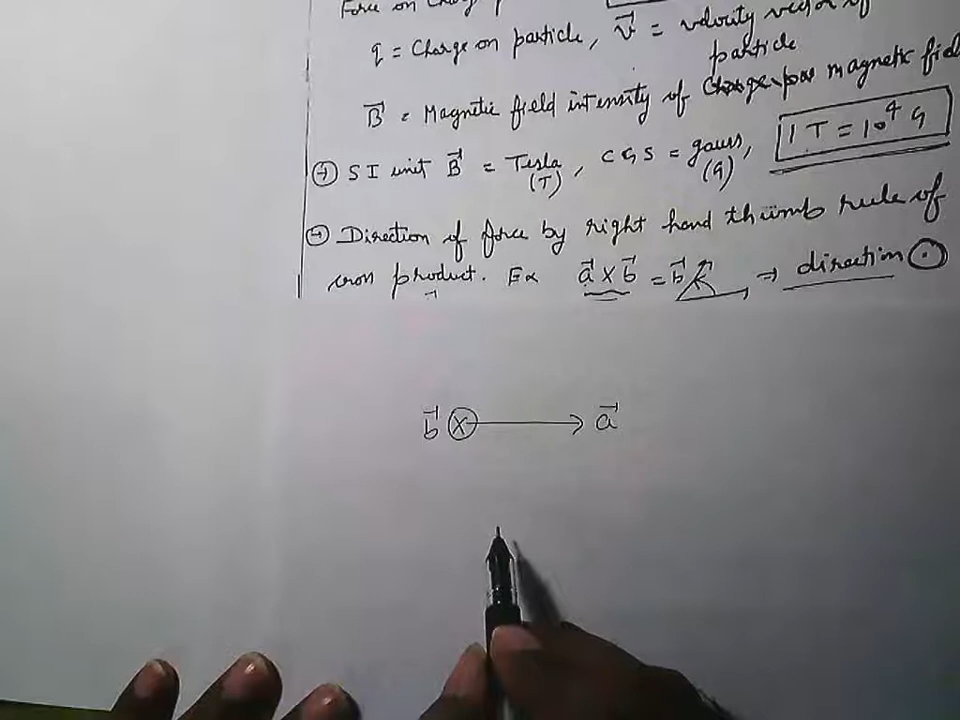 Force on
q = Charge on particle, v⃗ = velocity vector of
particle
B⃗ = Magnetic field intensity of magnetic field
→ SI unit B⃗ = Tesla (T), CGS = gauss, (G) 1 T = 10⁴ G
→ Direction of force by right hand thumb rule of
cross product. Ex a⃗ × b⃗ = b⃗ ⇒ direction ⊙
b⃗ ⊗ → a⃗